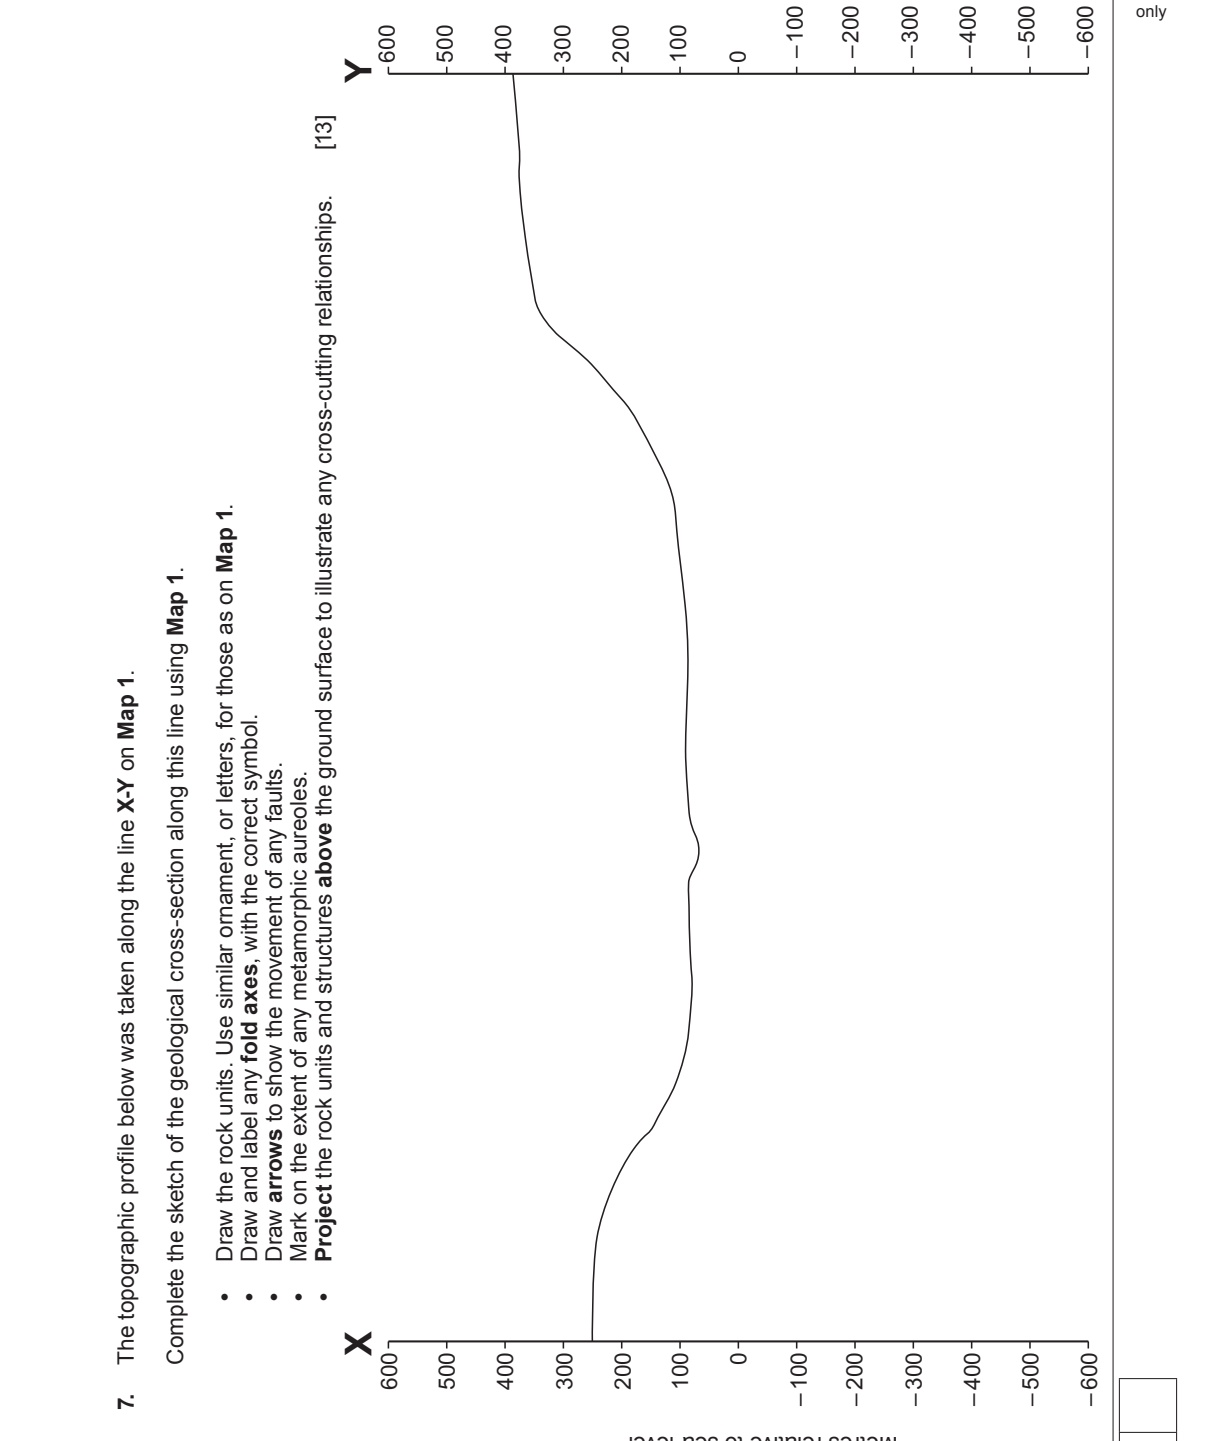 7. The topographic profile below was taken along the line X-Y on Map 1.
Complete the sketch of the geological cross-section along this line using Map 1.
• Draw the rock units. Use similar ornament, or letters, for those as on Map 1.
• Draw and label any fold axes, with the correct symbol.
• Draw arrows to show the movement of any faults.
• Mark on the extent of any metamorphic aureoles.
• Project the rock units and structures above the ground surface to illustrate any cross-cutting relationships. [13]
X
Y
600
500
400
300
200
100
0
−100
−200
−300
−400
−500
−600
600
500
400
300
200
100
0
−100
−200
−300
−400
−500
−600
only